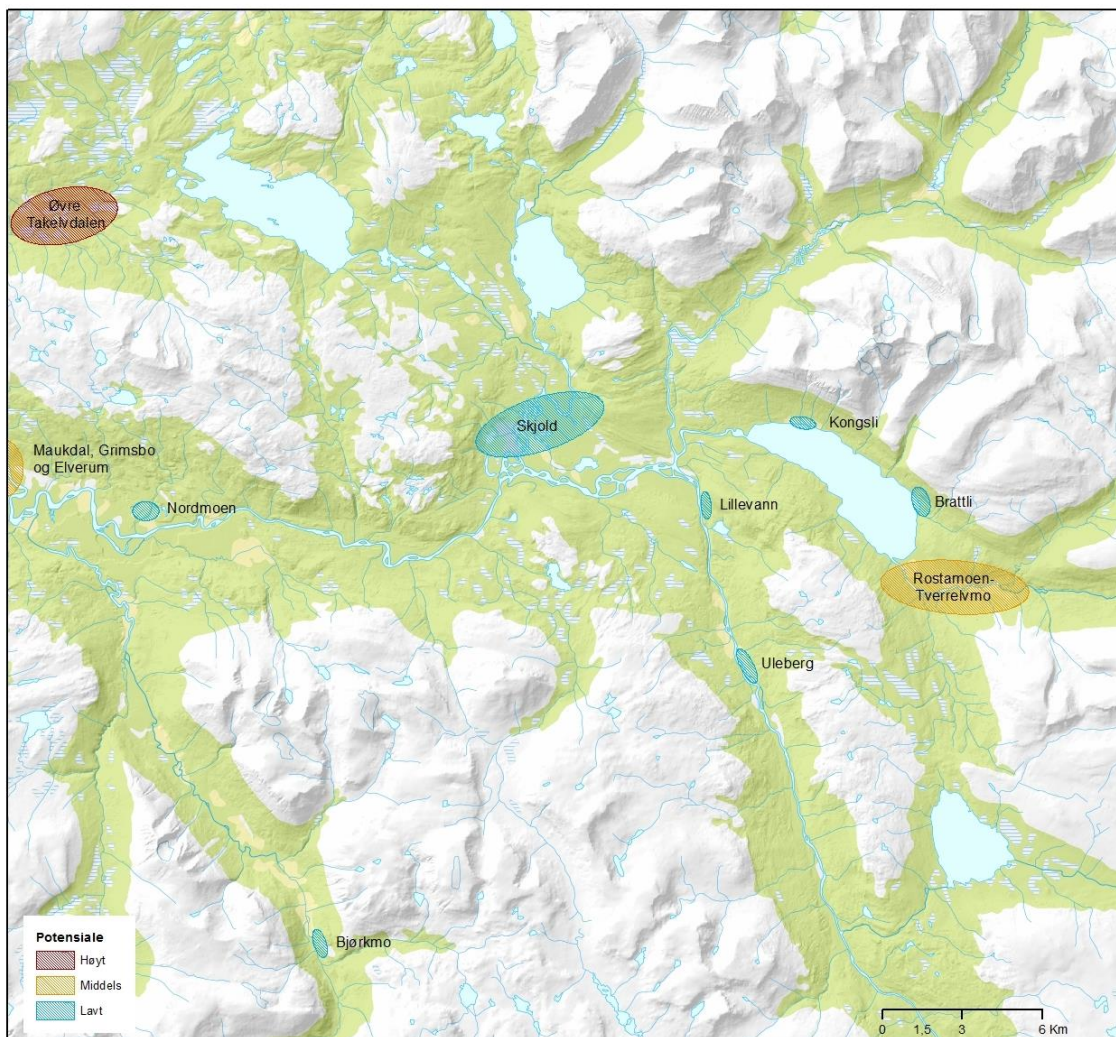 Øvre
Takelvdalen
Skjold
Kongsli
Maukdal, Grimsbo
og Elverum
Nordmoen
Lillevann
Brattli
Rostamoen-
Tverrelvmo
Uleberg
Bjørkmo
Potensiale
Høyt
Middels
Lavt
0 1,5 3 6 Km